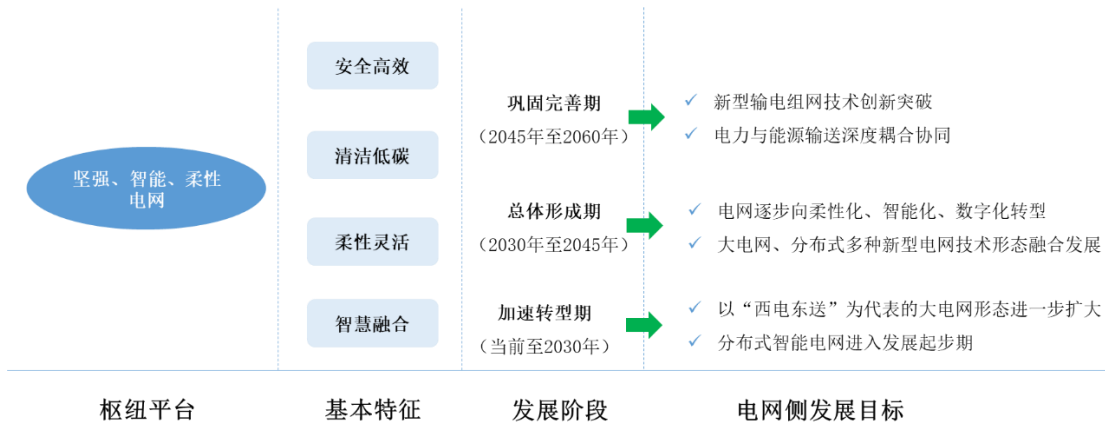 坚强、智能、柔性
电网
安全高效
清洁低碳
柔性灵活
智慧融合
巩固完善期
（2045年至2060年）
✓ 新型输电组网技术创新突破
✓ 电力与能源输送深度耦合协同
总体形成期
（2030年至2045年）
✓ 电网逐步向柔性化、智能化、数字化转型
✓ 大电网、分布式多种新型电网技术形态融合发展
加速转型期
（当前至2030年）
✓ 以“西电东送”为代表的大电网形态进一步扩大
✓ 分布式智能电网进入发展起步期
枢纽平台
基本特征
发展阶段
电网侧发展目标